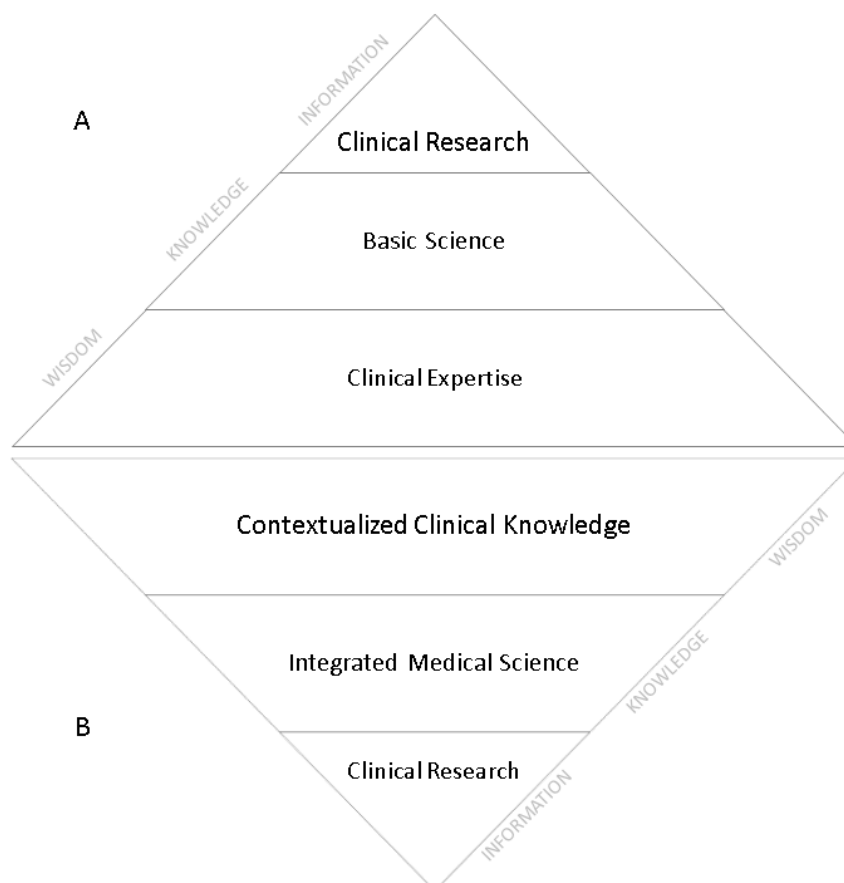 INFORMATION
A
Clinical Research
KNOWLEDGE
Basic Science
WISDOM
Clinical Expertise
Contextualized Clinical Knowledge
WISDOM
Integrated Medical Science
KNOWLEDGE
B
Clinical Research
INFORMATION